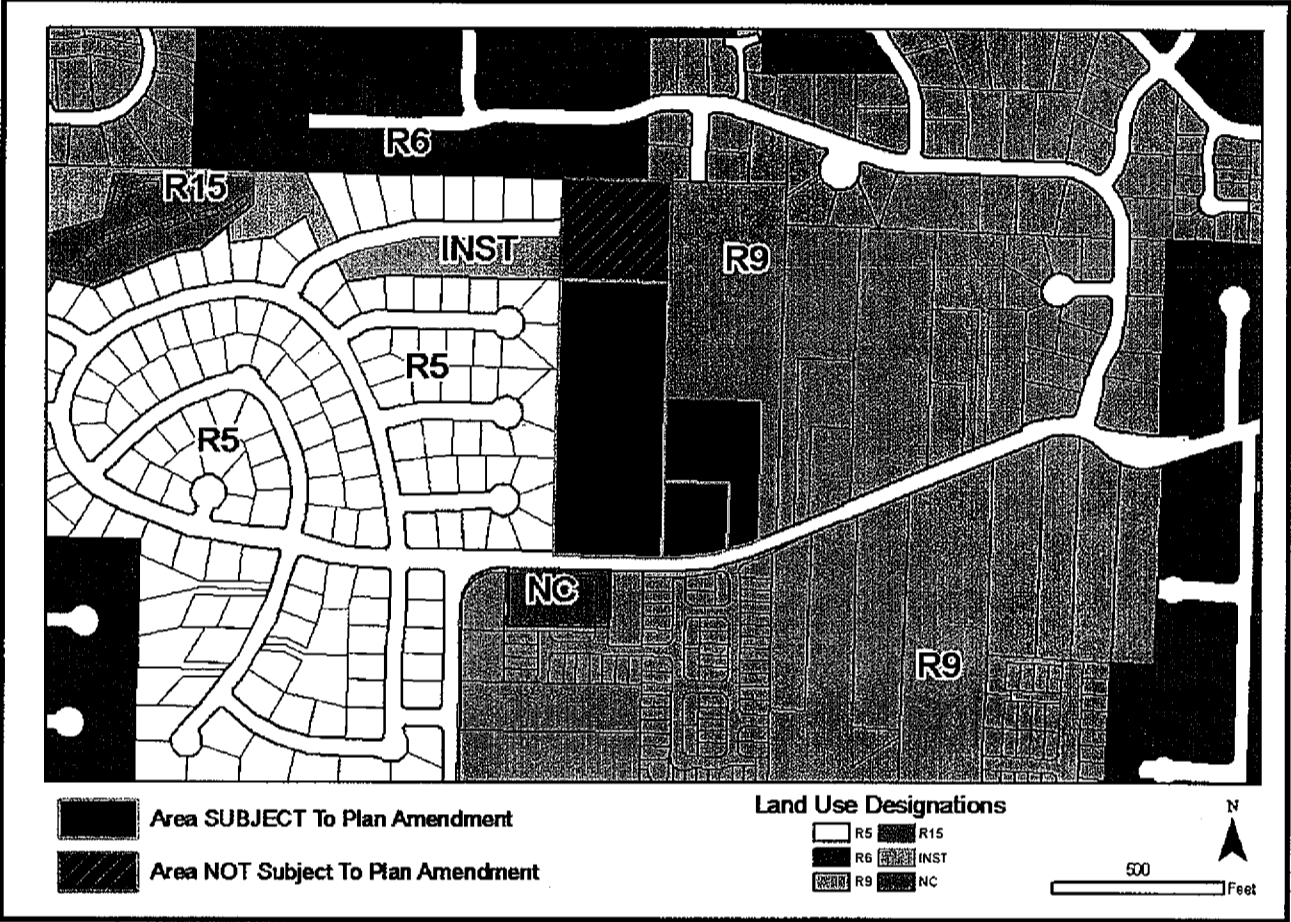 R6
R15
INST
R9
R5
R5
NC
R9
Area SUBJECT To Plan Amendment
Area NOT Subject To Plan Amendment
Land Use Designations
R5 R15
R6 INST
R9 NC
N
500
Feet